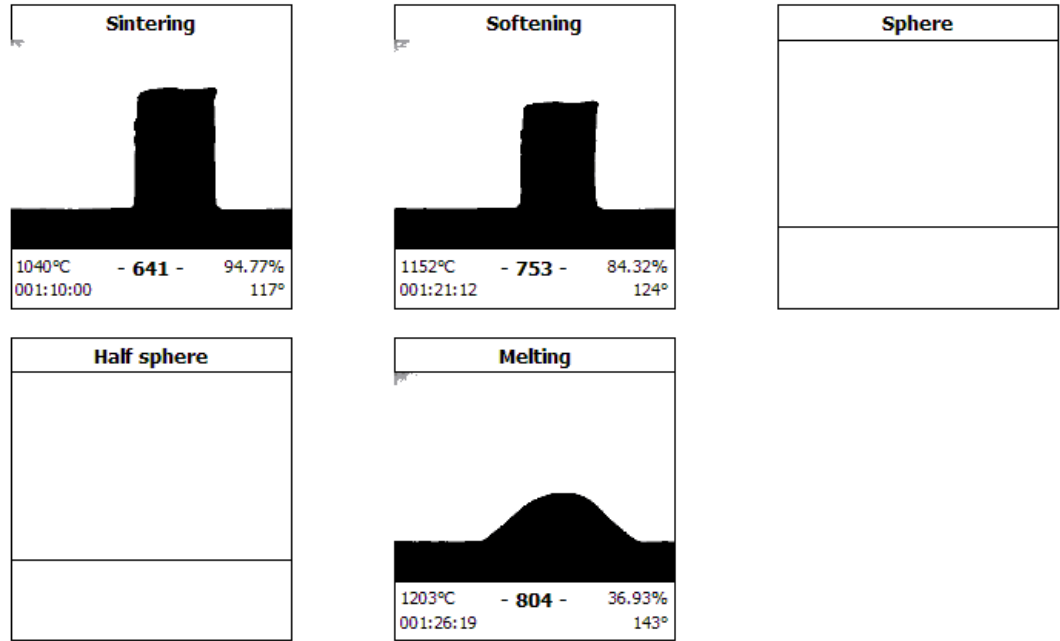 Sintering
1040°C - 641 - 94.77%
001:10:00 117°
Softening
1152°C - 753 - 84.32%
001:21:12 124°
Sphere
Half sphere
Melting
1203°C - 804 - 36.93%
001:26:19 143°